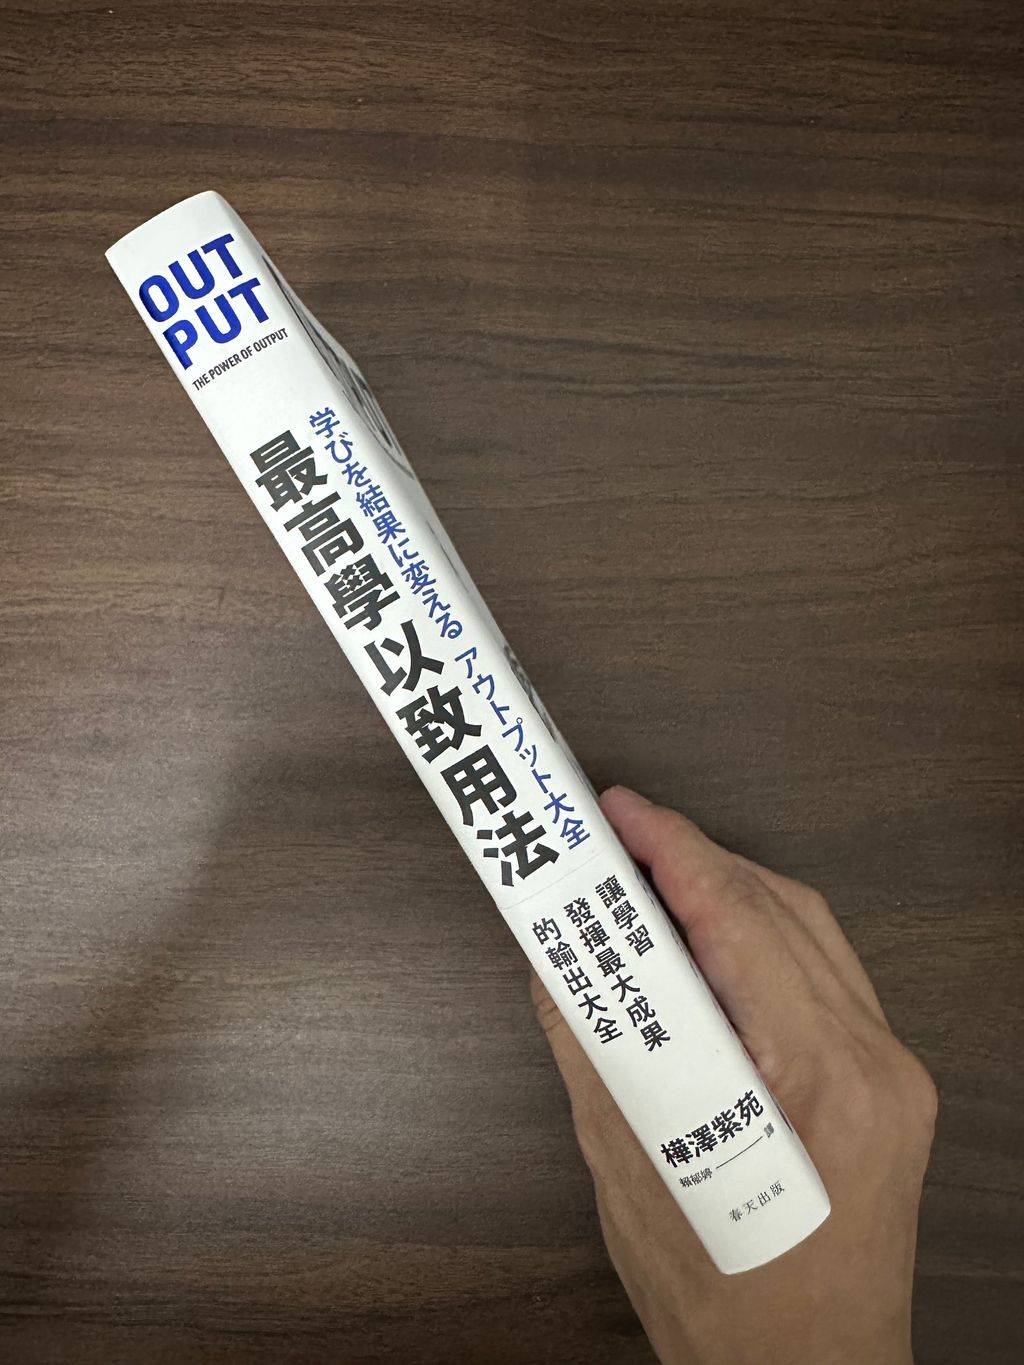 OUT
PUT
THE POWER OF OUTPUT
学びを結果に変える アウトプット大全
最高學以致用法
讓學習
發揮最大成果
的輸出大全
樺澤紫苑
賴郁婷 譯
春天出版